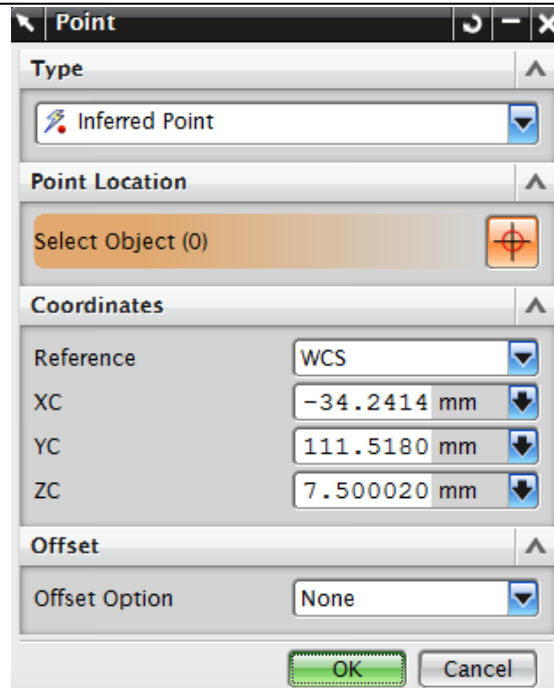 Point
Type
Inferred Point
Point Location
Select Object (0)
Coordinates
Reference WCS
XC -34.2414 mm
YC 111.5180 mm
ZC 7.500020 mm
Offset
Offset Option None
OK Cancel